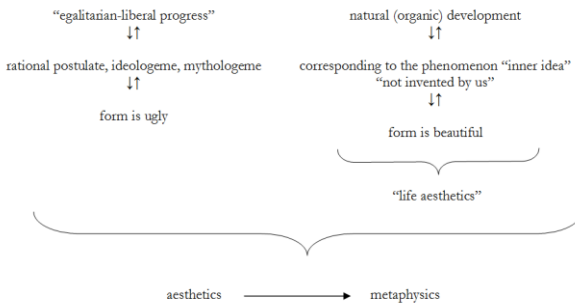 “egalitarian-liberal progress”
↓↑
rational postulate, ideologeme, mythologeme
↓↑
form is ugly
natural (organic) development
↓↑
corresponding to the phenomenon “inner idea”
“not invented by us”
↓↑
form is beautiful
“life aesthetics”
aesthetics → metaphysics